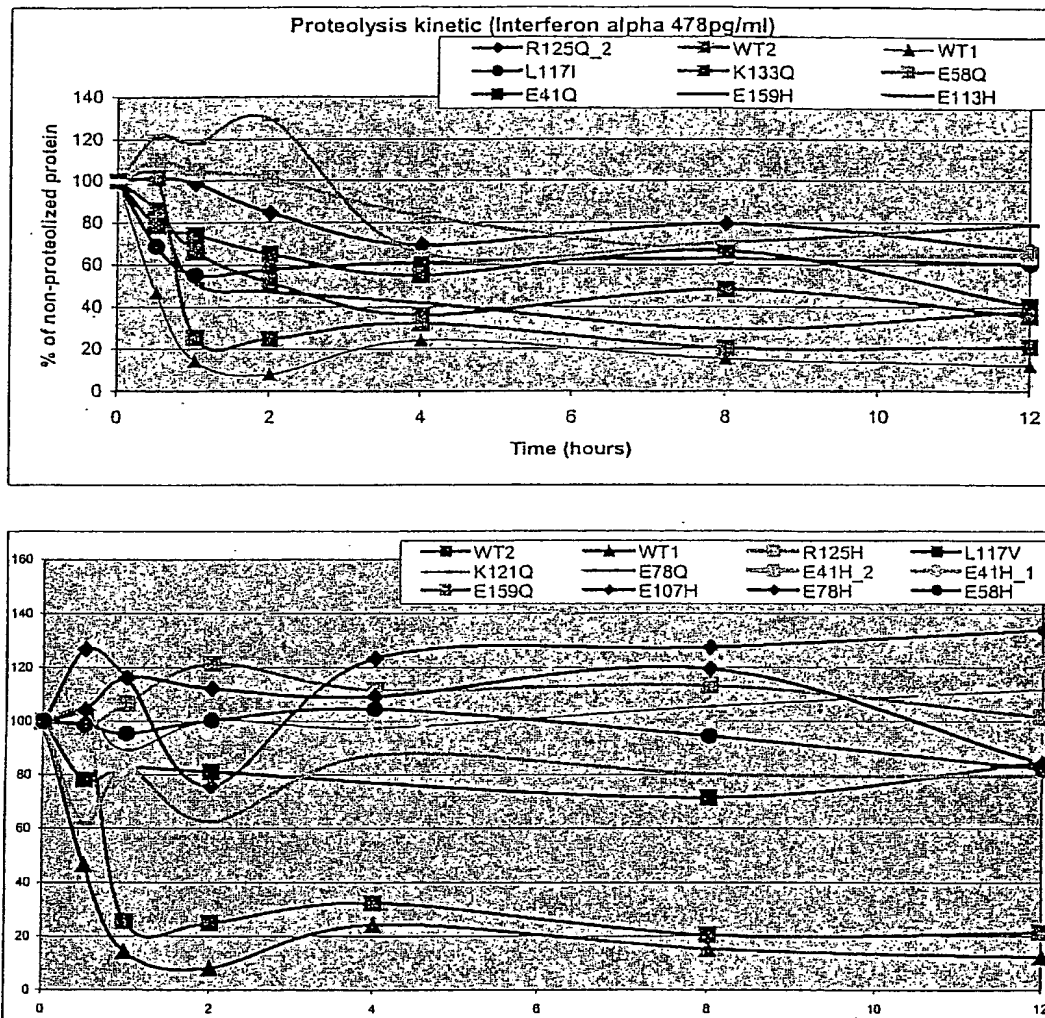 Proteolysis kinetic (Interferon alpha 478pg/ml)
R125Q_2 WT2 WT1
L117I K133Q E58Q
E41Q E159H E113H
140
120
100
80
60
40
20
0
% of non-proteolized protein
0 2 4 6 8 10 12
Time (hours)
WT2 WT1 R125H L117V
K121Q E78Q E41H_2 E41H_1
E159Q E107H E78H E58H
160
140
120
100
80
60
40
20
0
0 2 4 6 8 10 12